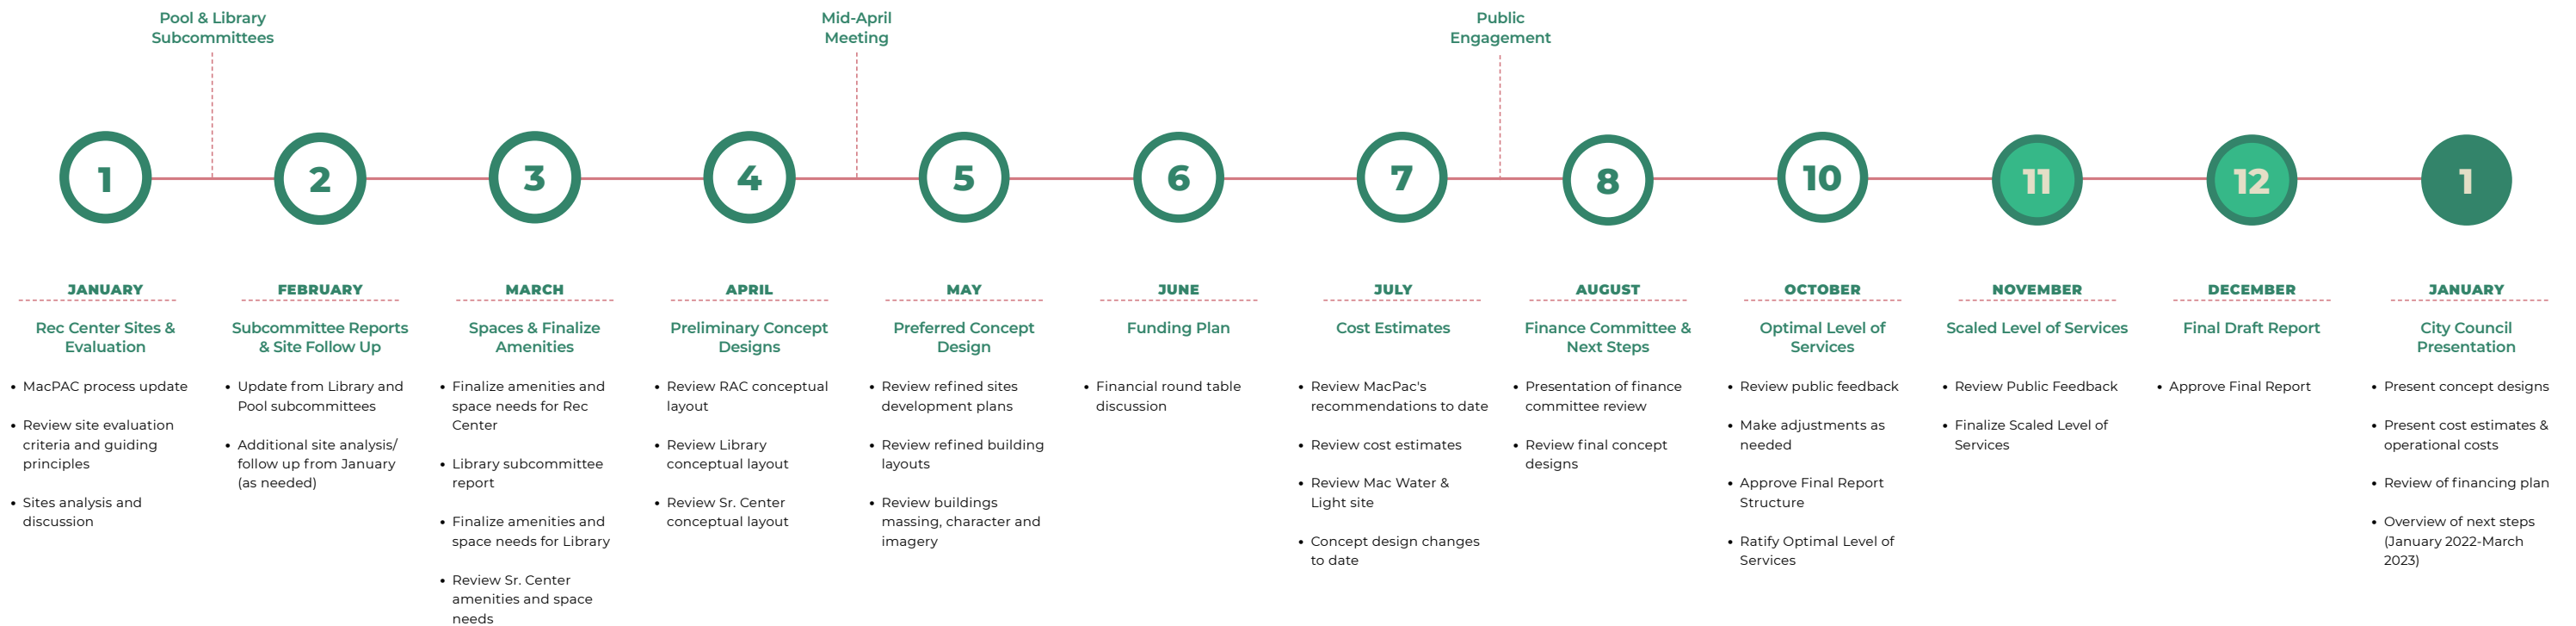 Pool & Library
Subcommittees
Mid-April
Meeting
Public
Engagement
1
2
3
4
5
6
7
8
10
11
12
1
JANUARY
Rec Center Sites &
Evaluation
• MacPAC process update
• Review site evaluation
criteria and guiding
principles
• Sites analysis and
discussion
FEBRUARY
Subcommittee Reports
& Site Follow Up
• Update from Library and
Pool subcommittees
• Additional site analysis/
follow up from January
(as needed)
MARCH
Spaces & Finalize
Amenities
• Finalize amenities and
space needs for Rec
Center
• Library subcommittee
report
• Finalize amenities and
space needs for Library
• Review Sr. Center
amenities and space
needs
APRIL
Preliminary Concept
Designs
• Review RAC conceptual
layout
• Review Library
conceptual layout
• Review Sr. Center
conceptual layout
MAY
Preferred Concept
Design
• Review refined sites
development plans
• Review refined building
layouts
• Review buildings
massing, character and
imagery
JUNE
Funding Plan
• Financial round table
discussion
JULY
Cost Estimates
• Review MacPac's
recommendations to date
• Review cost estimates
• Review Mac Water &
Light site
• Concept design changes
to date
AUGUST
Finance Committee &
Next Steps
• Presentation of finance
committee review
• Review final concept
designs
OCTOBER
Optimal Level of
Services
• Review public feedback
• Make adjustments as
needed
• Approve Final Report
Structure
• Ratify Optimal Level of
Services
NOVEMBER
Scaled Level of Services
• Review Public Feedback
• Finalize Scaled Level of
Services
DECEMBER
Final Draft Report
• Approve Final Report
JANUARY
City Council
Presentation
• Present concept designs
• Present cost estimates &
operational costs
• Review of financing plan
• Overview of next steps
(January 2022-March
2023)